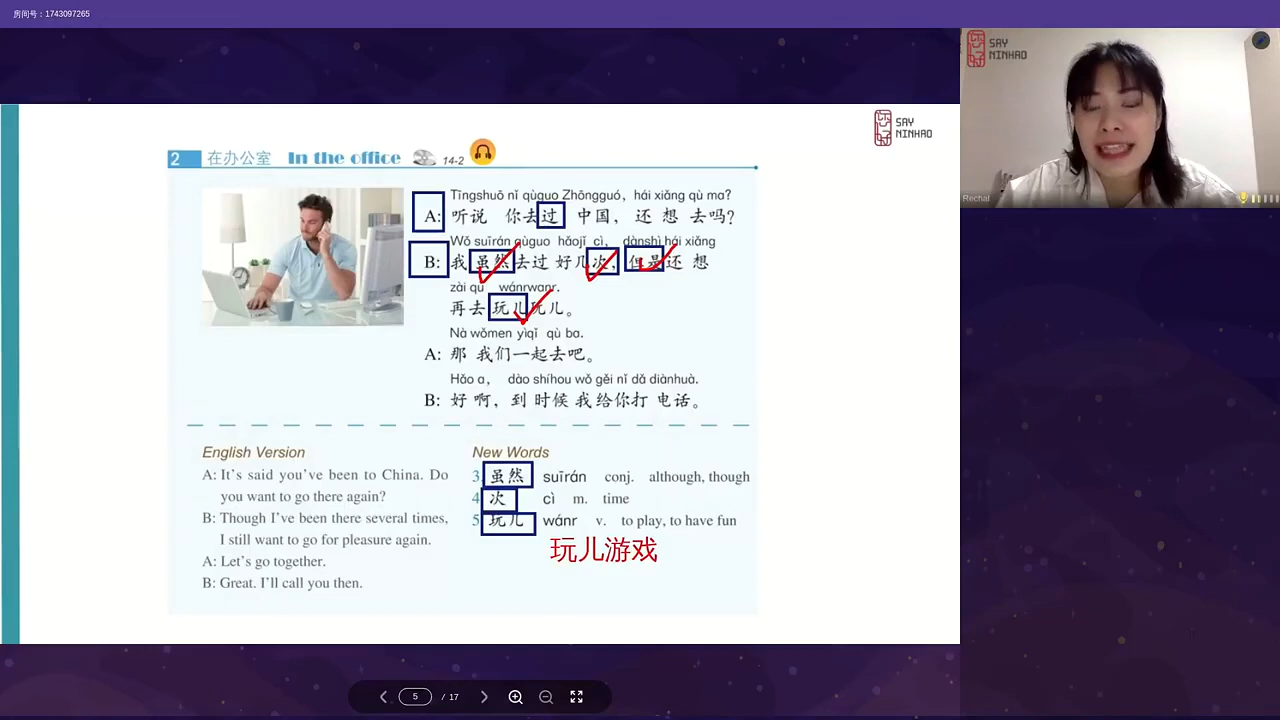 房间号：1743097265
SAY
NINHAO
SAY
NINHAO
Rechal
2 在办公室 In the office 14-2
Tīngshuō nǐ qùguo Zhōngguó, hái xiǎng qù ma?
A: 听说 你去过 中国，还 想 去吗？
Wǒ suīrán qùguo hǎojǐ cì, dànshì hái xiǎng
B: 我 虽然 去过 好几次，但是 还 想
zài qù wánrwanr.
再去 玩儿玩儿。
Nà wǒmen yìqǐ qù ba.
A: 那 我们一起去吧。
Hǎo a, dào shíhou wǒ gěi nǐ dǎ diànhuà.
B: 好 啊，到 时候 我 给你打 电话。
English Version
A: It's said you've been to China. Do
you want to go there again?
B: Though I've been there several times,
I still want to go for pleasure again.
A: Let's go together.
B: Great. I'll call you then.
New Words
3 虽然 suīrán conj. although, though
4 次 cì m. time
5 玩儿 wánr v. to play, to have fun
玩儿游戏
5 / 17